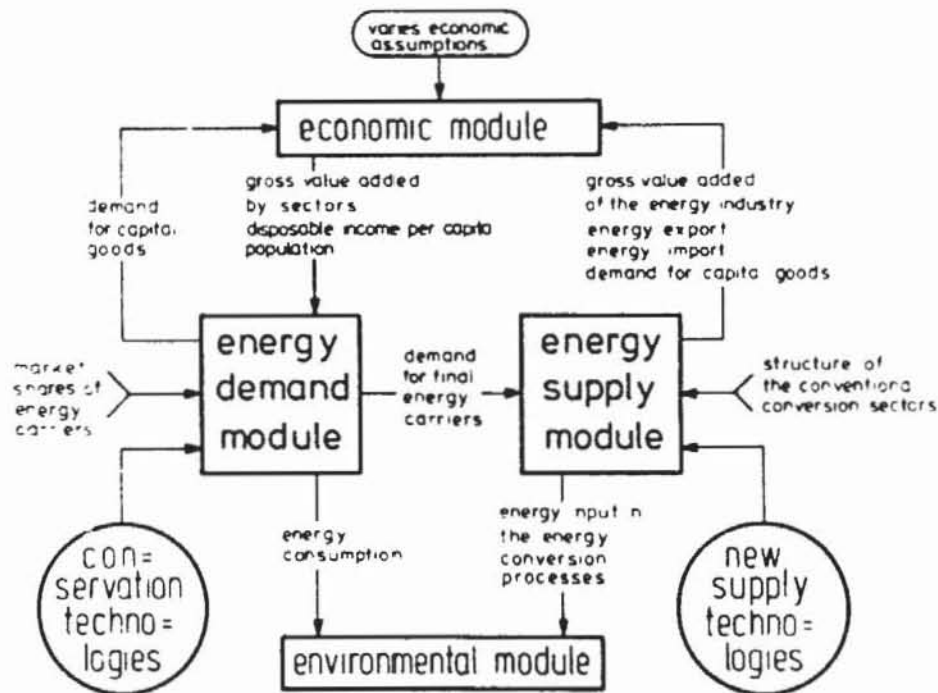 varies economic
assumptions
economic module
demand
for capital
goods
gross value added
by sectors
disposable income per capita
population
gross value added
of the energy industry
energy export
energy import
demand for capital goods
energy
demand
module
demand
for final
energy
carriers
energy
supply
module
market
shares of
energy
carriers
structure of
the conventiona
conversion sectors
energy
consumption
energy input n
the energy
conversion
processes
con=
servation
techno=
logies
new
supply
techno=
logies
environmental module